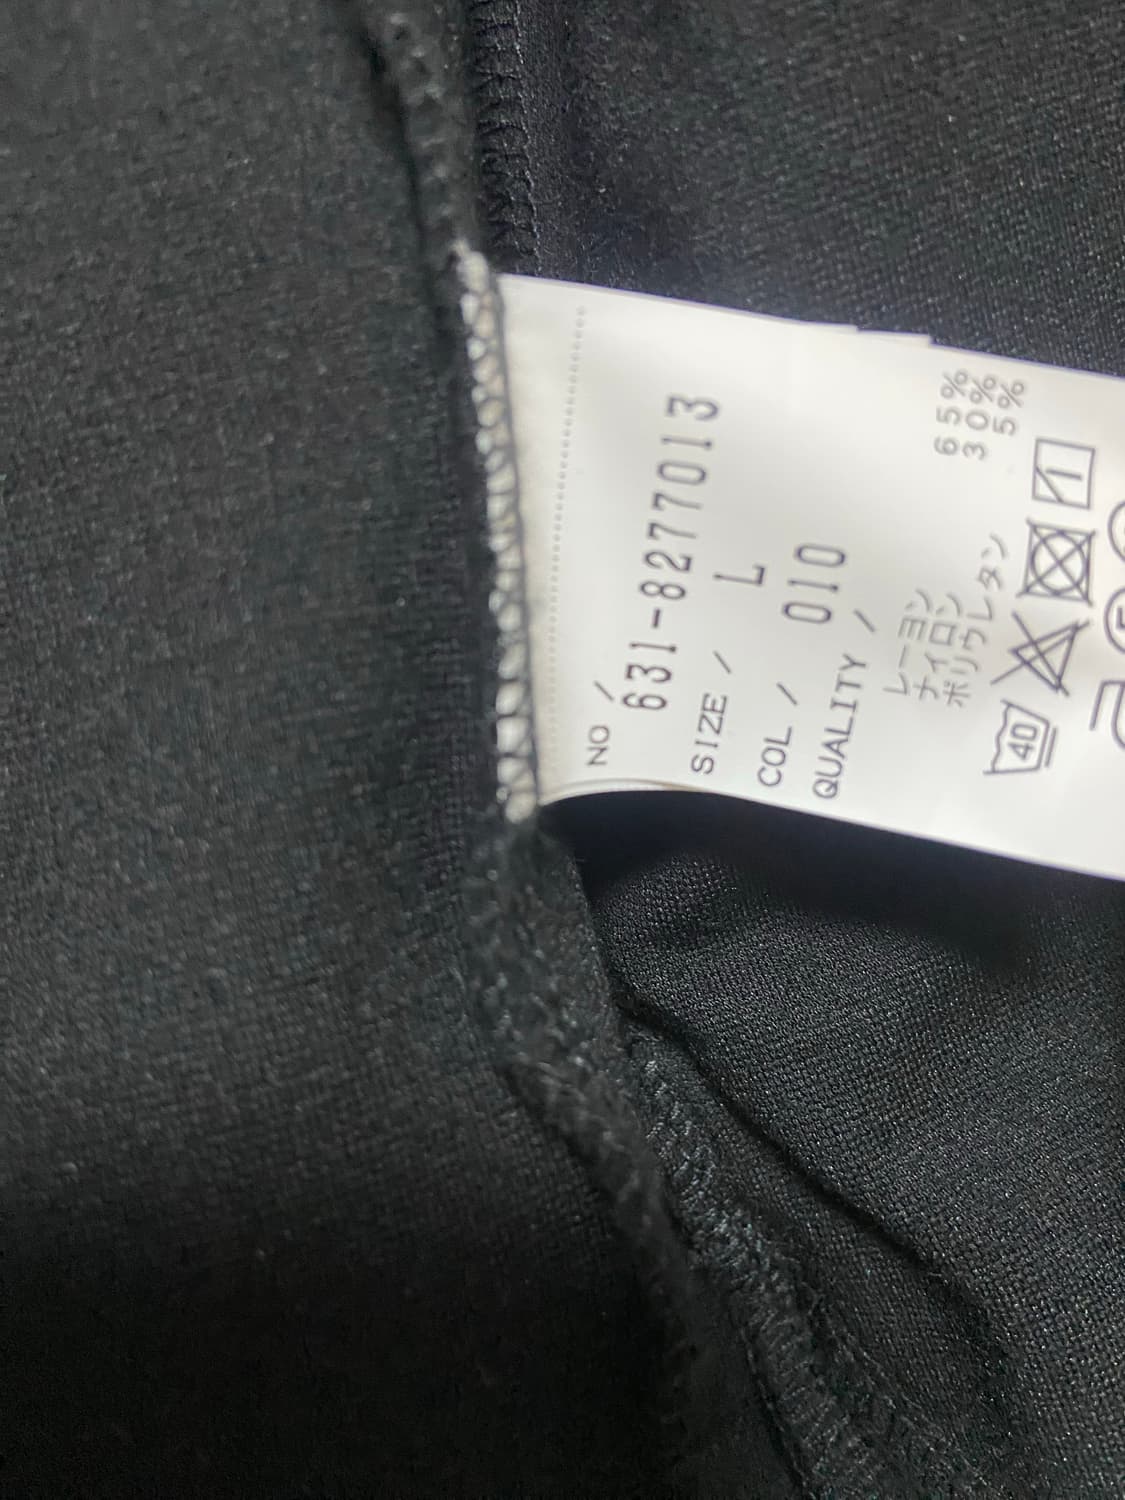 NO /
631-8277013
SIZE / L
COL / 010
QUALITY /
レーヨン 65%
ナイロン 30%
ポリウレタン 5%
40